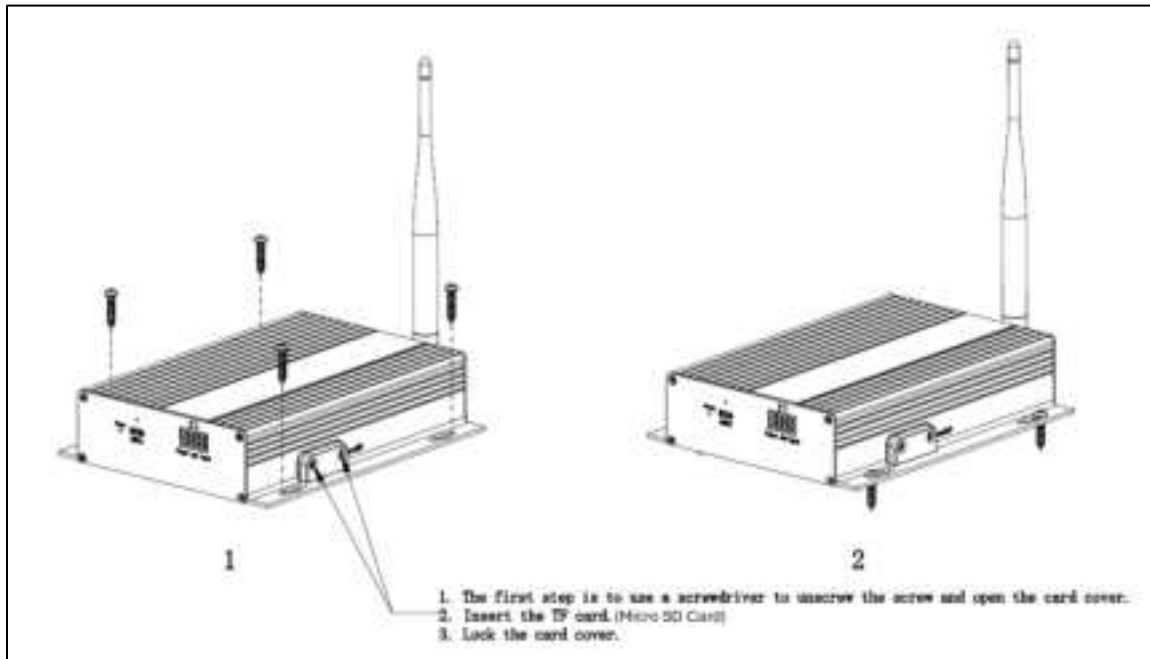 1
2
1. The first step is to use a screwdriver to unscrew the screw and open the card cover.
2. Insert the TF card. (Micro SD Card)
3. Lock the card cover.